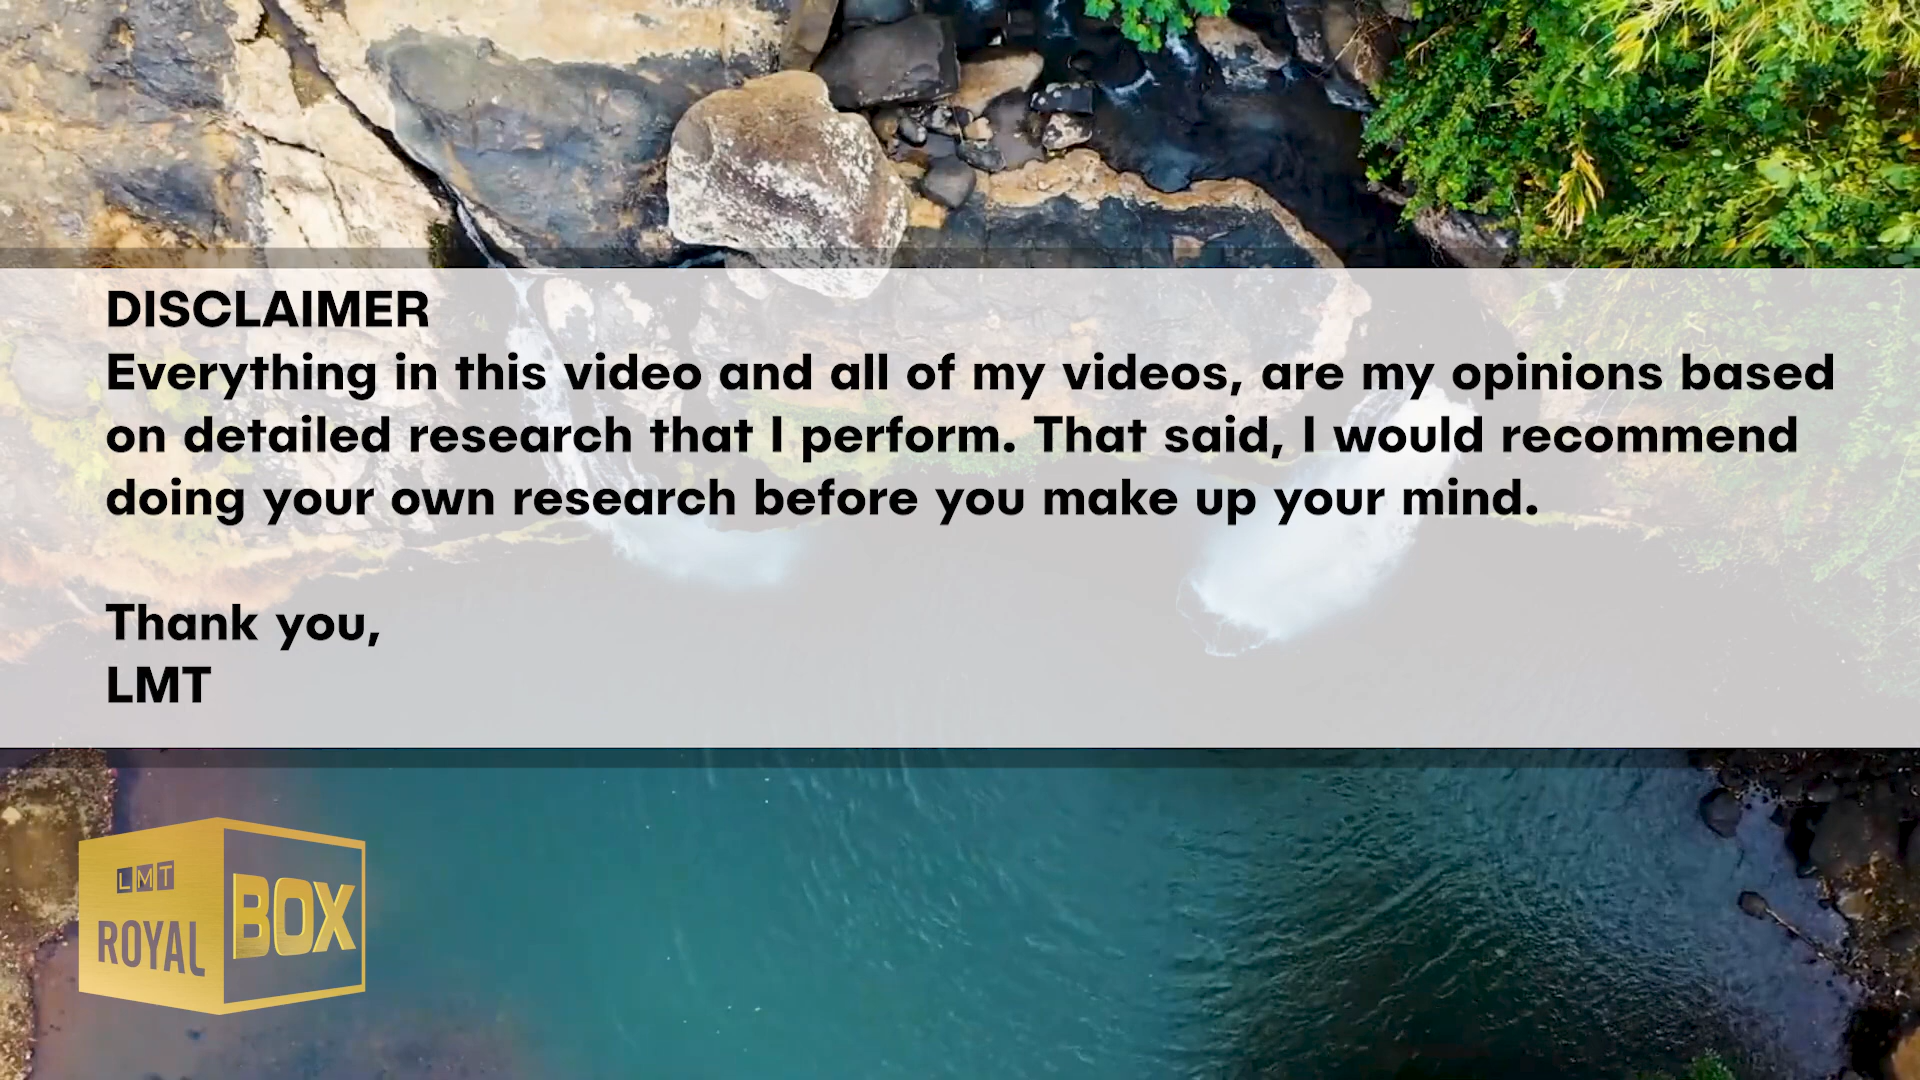 DISCLAIMER
Everything in this video and all of my videos, are my opinions based
on detailed research that I perform. That said, I would recommend
doing your own research before you make up your mind.
Thank you,
LMT
LMT
ROYAL
BOX